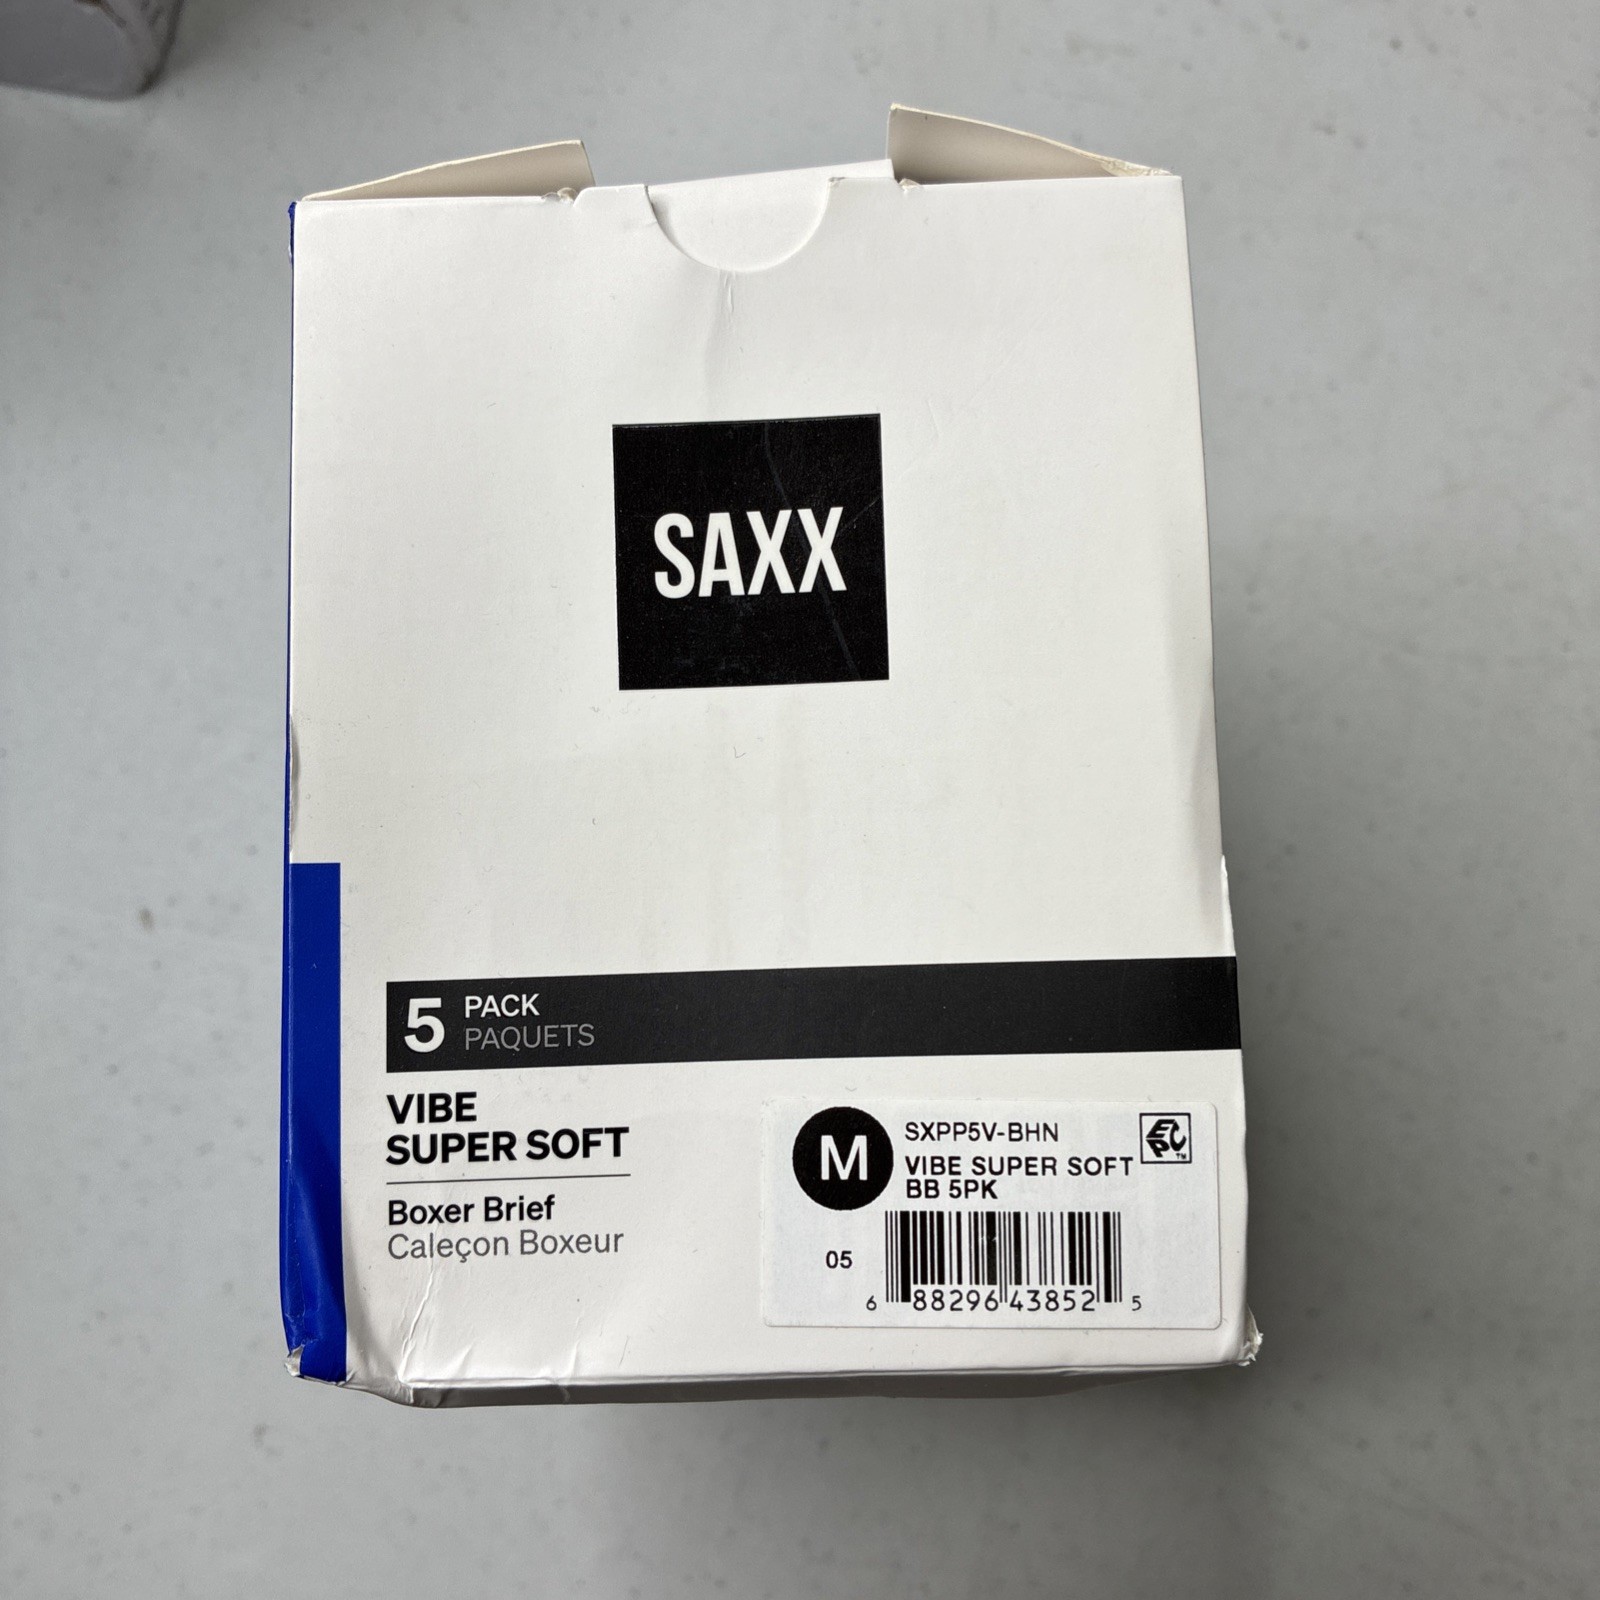 SAXX
5 PACK
PAQUETS
VIBE
SUPER SOFT
Boxer Brief
Caleçon Boxeur
M
SXPP5V-BHN
VIBE SUPER SOFT
BB 5PK
EPC™
05
6 88296 43852 5